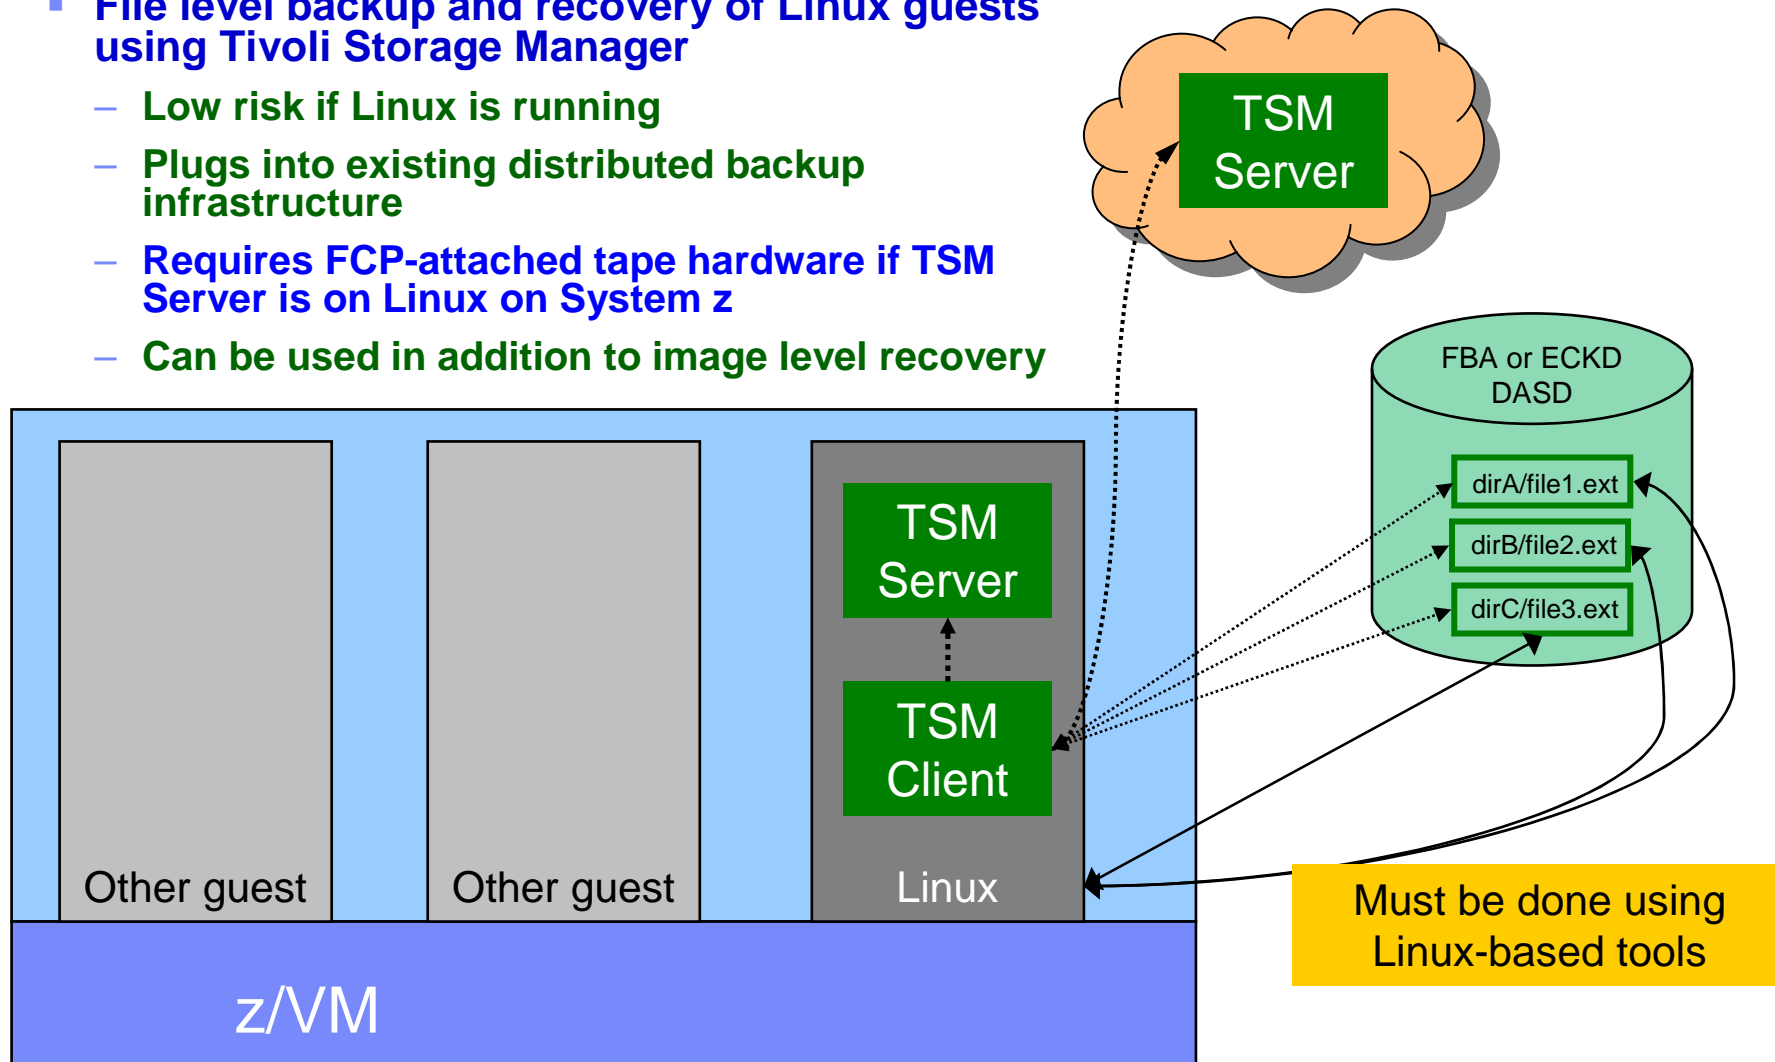 File level backup and recovery of Linux guests
using Tivoli Storage Manager
– Low risk if Linux is running
– Plugs into existing distributed backup
infrastructure
– Requires FCP-attached tape hardware if TSM
Server is on Linux on System z
– Can be used in addition to image level recovery
TSM
Server
FBA or ECKD
DASD
dirA/file1.ext
dirB/file2.ext
dirC/file3.ext
TSM
Server
TSM
Client
Other guest
Other guest
Linux
Must be done using
Linux-based tools
z/VM